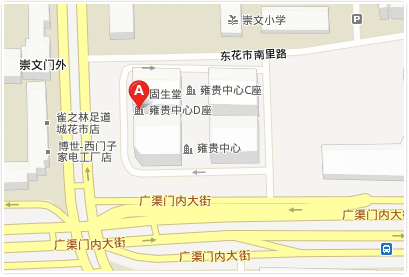 崇文小学
P
东花市南里路
崇文门外
A
固生堂
雍贵中心C座
雍贵中心D座
雀之林足道
城花市店
博世-西门子
家电工厂店
雍贵中心
广渠门内大街
广渠门内大街
广渠门内大街
广渠门内大街